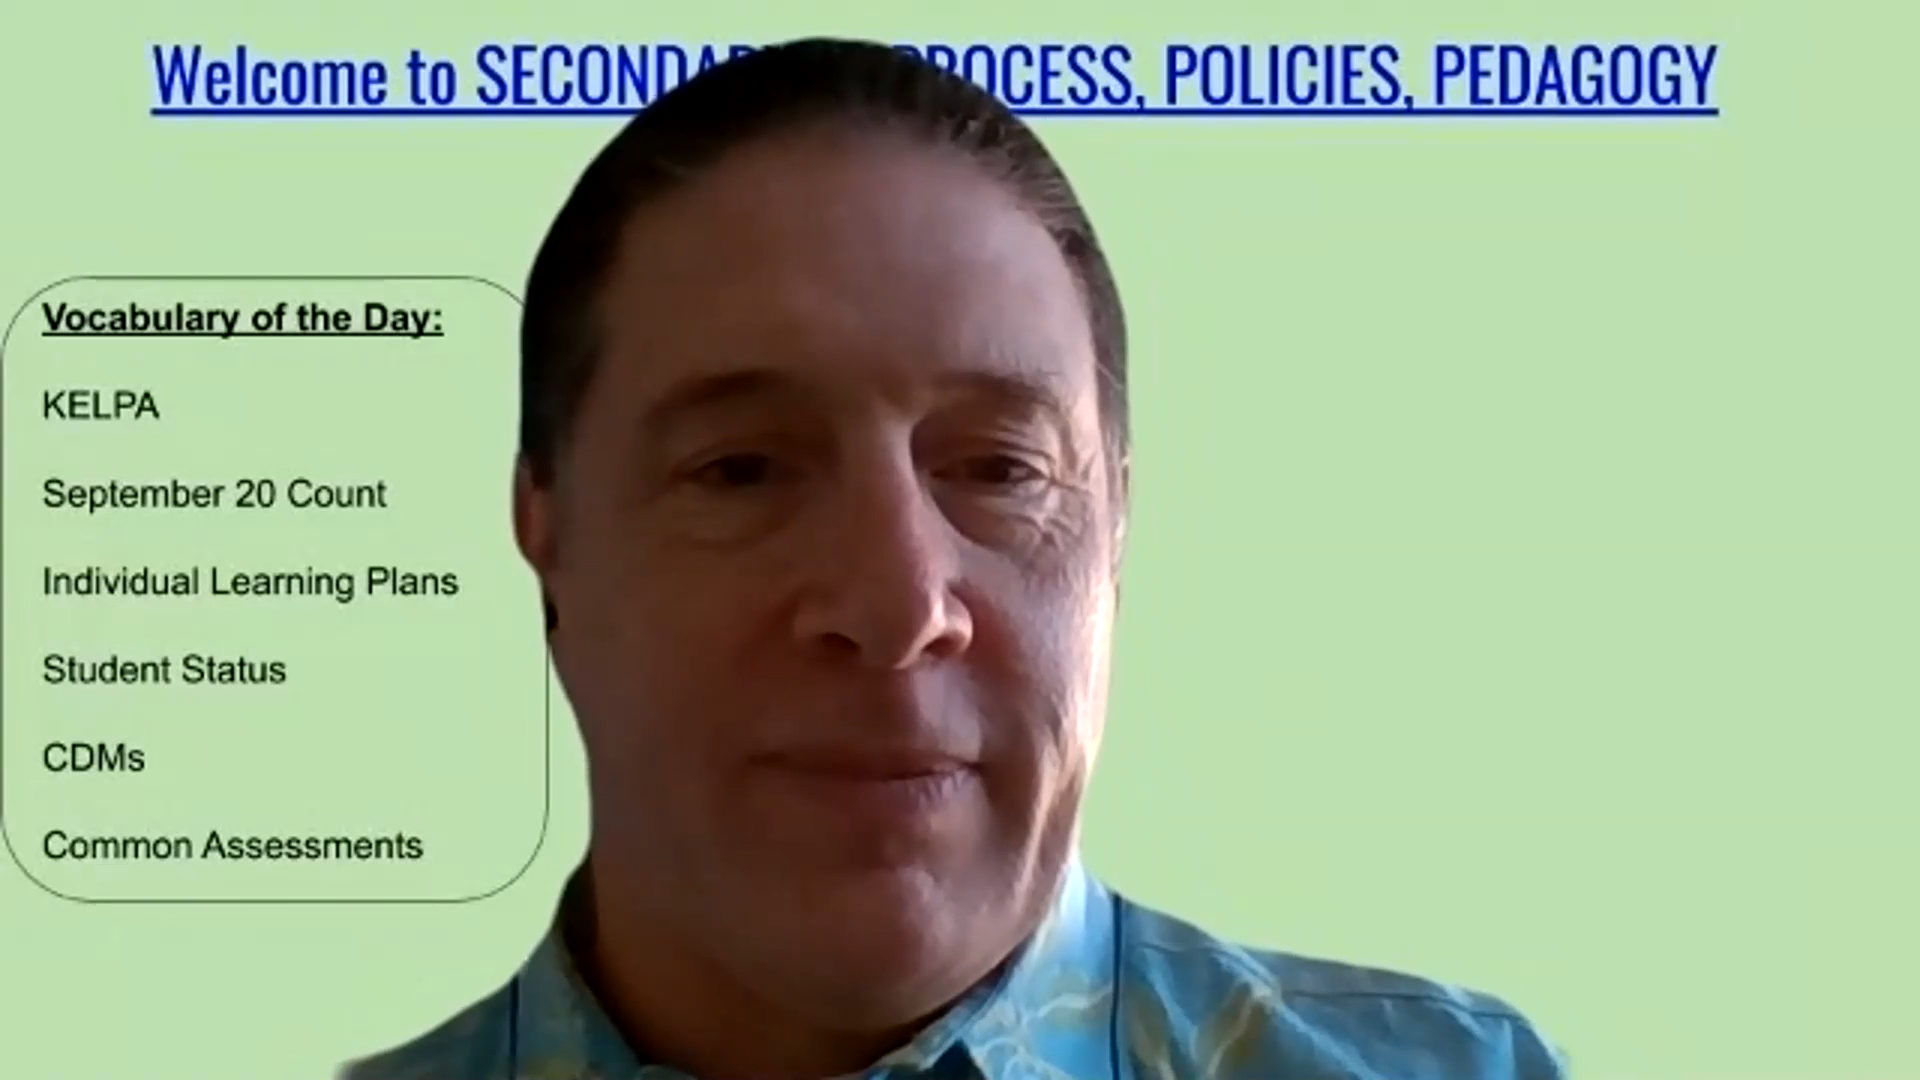 Welcome to SECONDA PROCESS, POLICIES, PEDAGOGY
Vocabulary of the Day:
KELPA
September 20 Count
Individual Learning Plans
Student Status
CDMs
Common Assessments